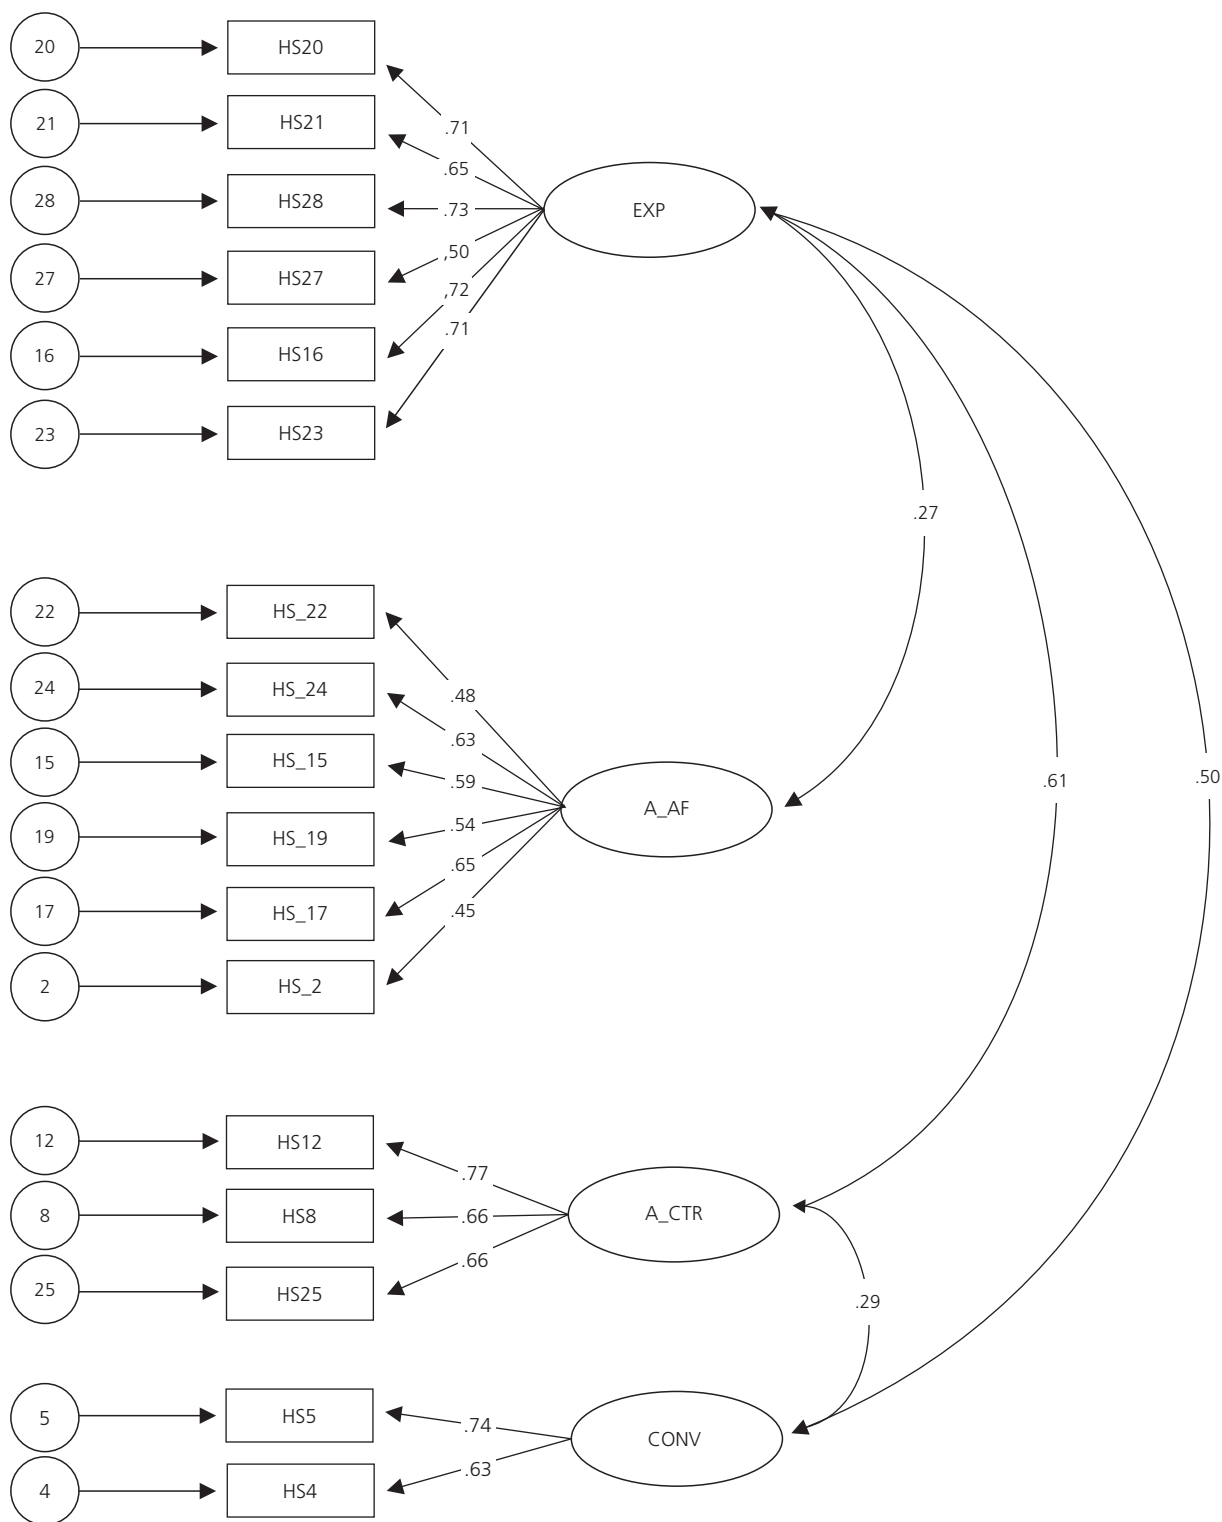 20 HS20
.71
21 HS21
.65
28 HS28 .73 EXP
,50
27 HS27
,72
.71
16 HS16
23 HS23
.27
22 HS_22
.48
24 HS_24
.63
15 HS_15
.59
.61 .50
A_AF
.54
19 HS_19
.65
17 HS_17
.45
2 HS_2
12 HS12
.77
8 HS8 .66 A_CTR
.66
25 HS25
.29
5 HS5
.74
CONV
.63
4 HS4